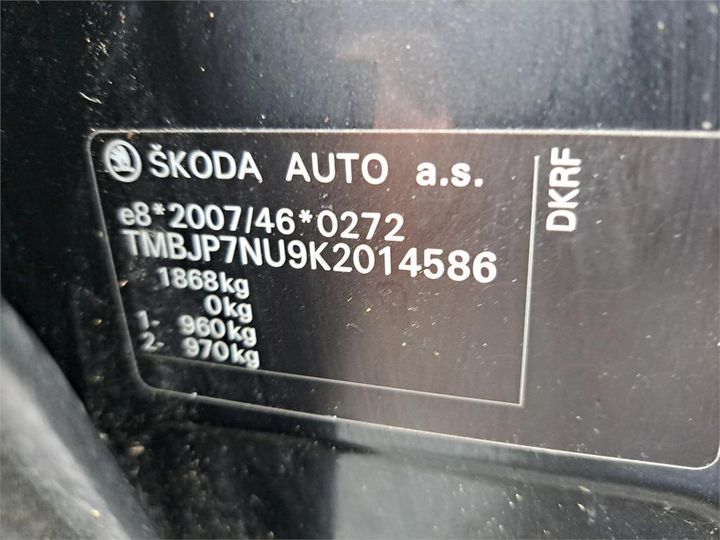 ŠKODA AUTO a.s.
e8*2007/46*0272
TMBJP7NU9K2014586
1868kg
0kg
1- 960kg
2- 970kg
DKRF